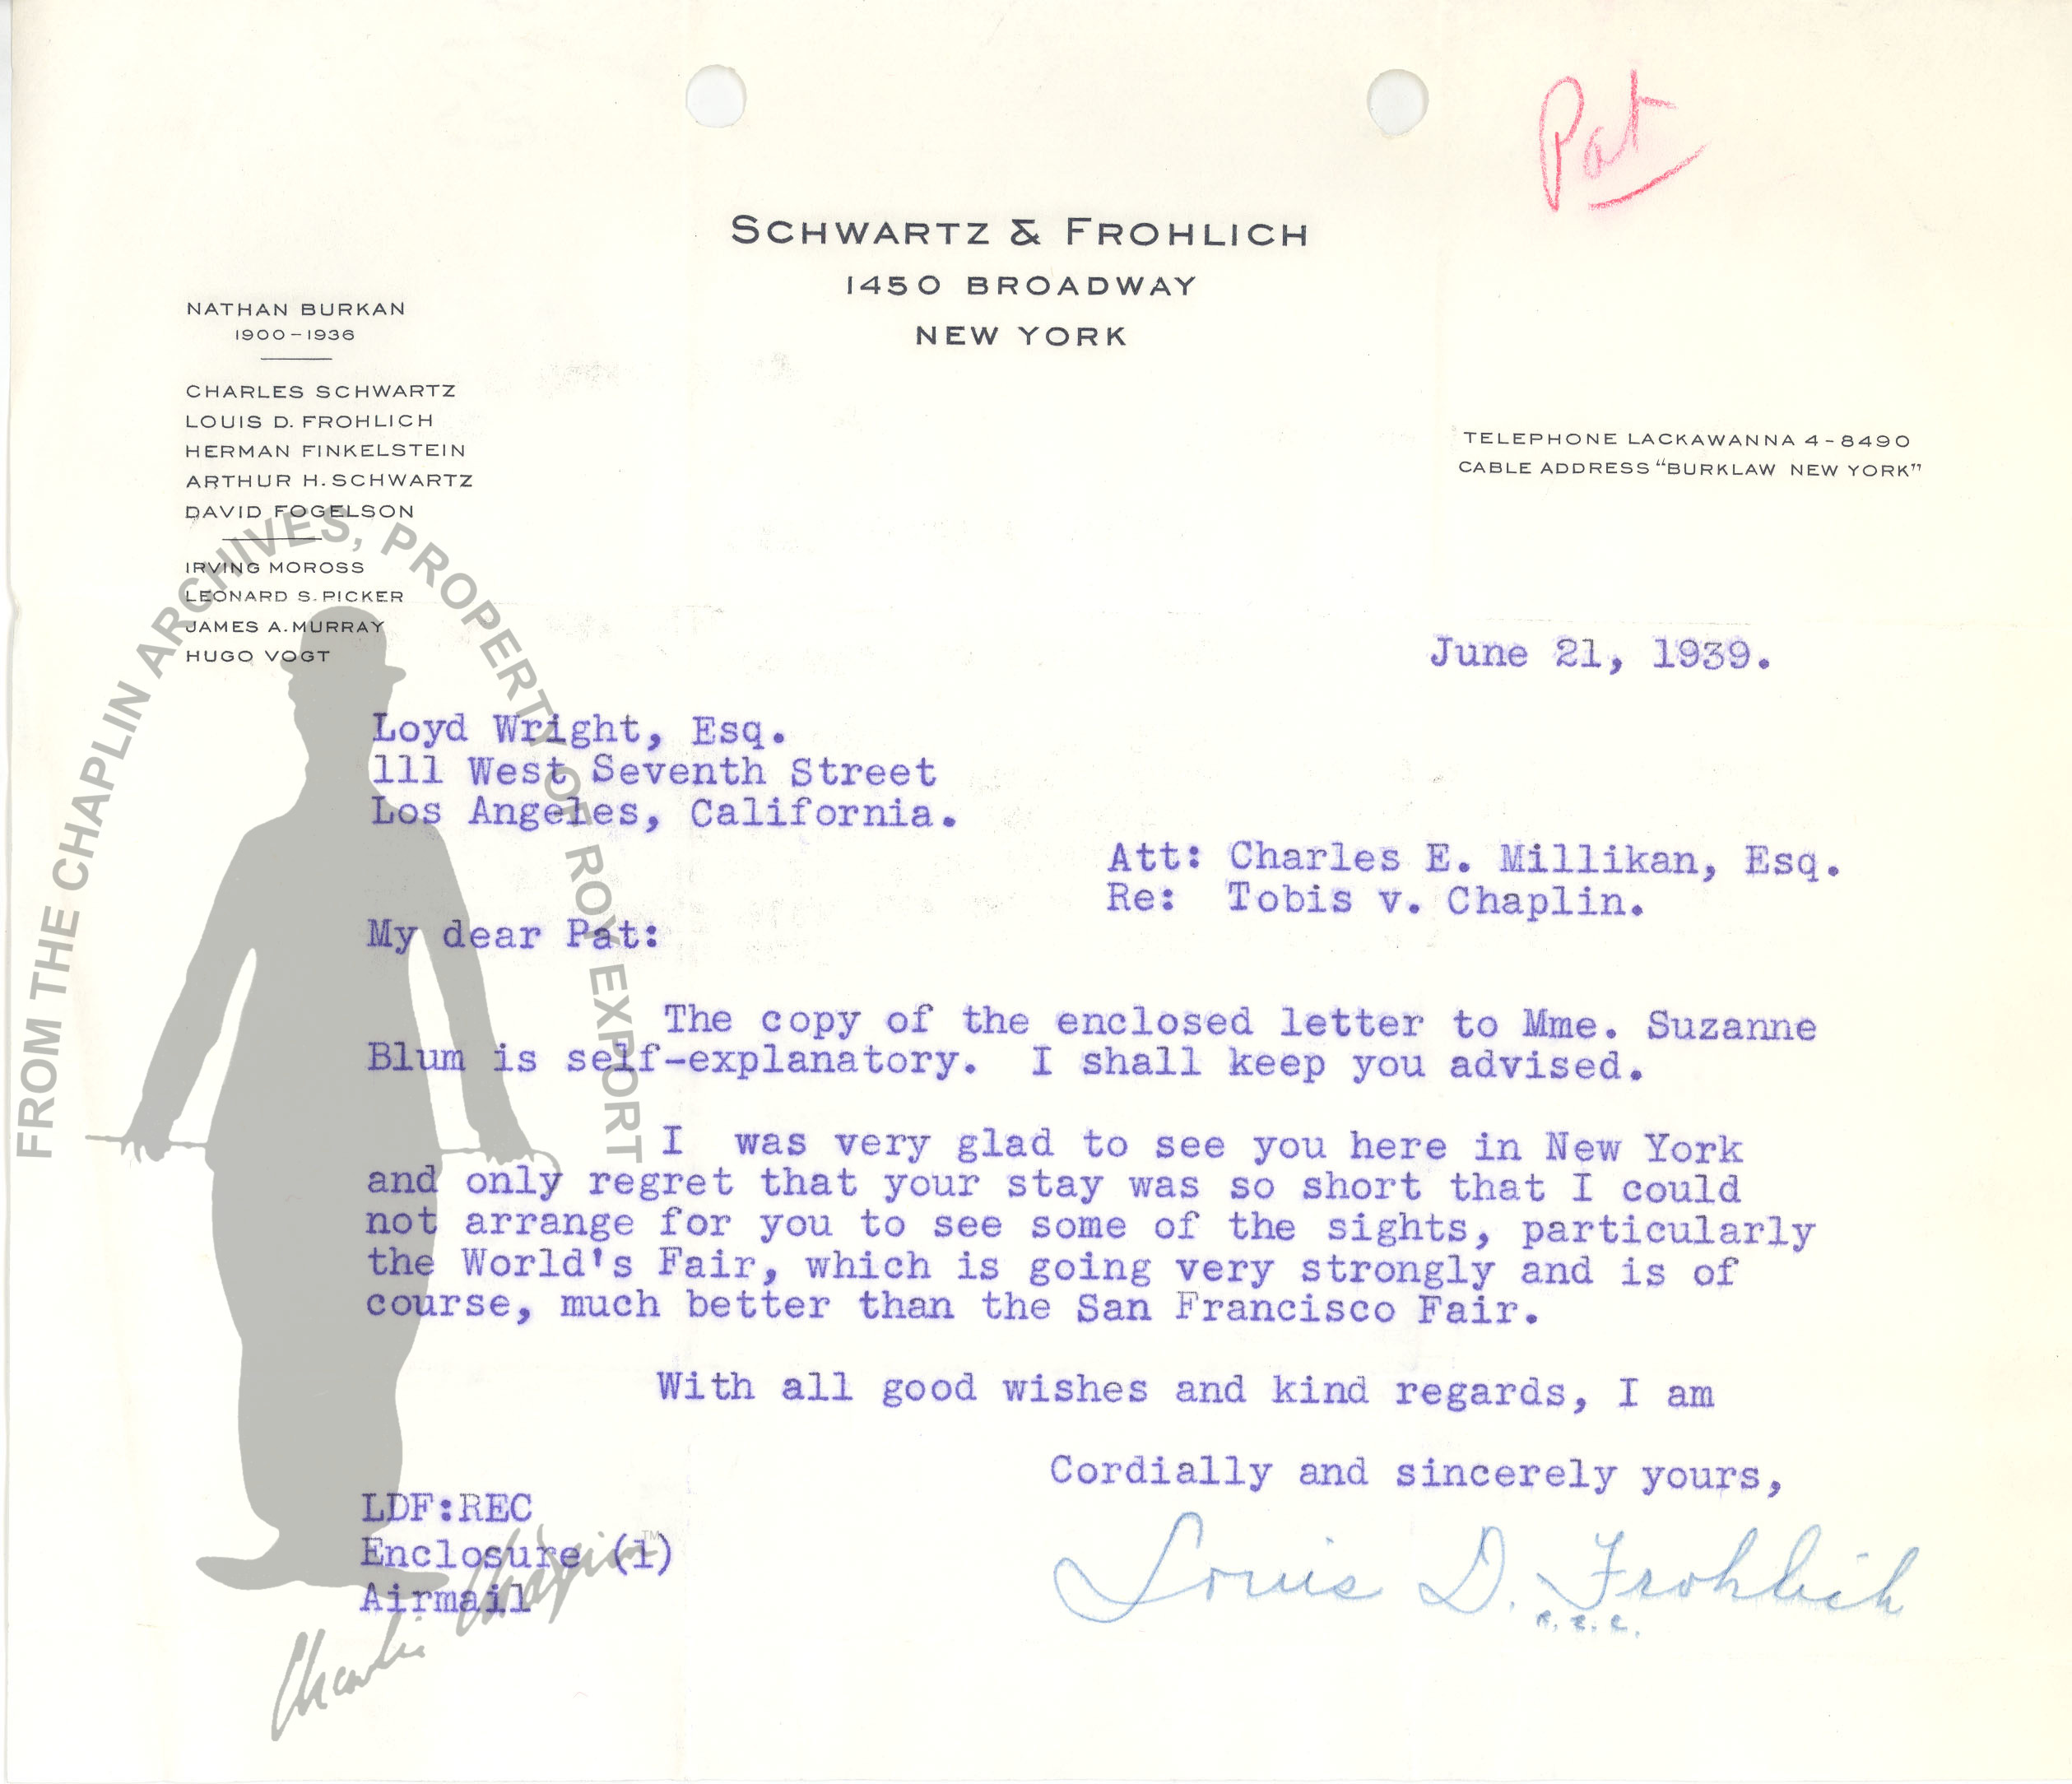 Pat
SCHWARTZ & FROHLICH
1450 BROADWAY
NEW YORK
NATHAN BURKAN
1900-1936
CHARLES SCHWARTZ
LOUIS D. FROHLICH
HERMAN FINKELSTEIN
ARTHUR H. SCHWARTZ
DAVID FOGELSON
IRVING MOROSS
LEONARD S. PICKER
JAMES A. MURRAY
HUGO VOGT
TELEPHONE LACKAWANNA 4-8490
CABLE ADDRESS "BURKLAW NEW YORK"
June 21, 1939.
Loyd Wright, Esq.
111 West Seventh Street
Los Angeles, California.
Att: Charles E. Millikan, Esq.
Re: Tobis v. Chaplin.
My dear Pat:
The copy of the enclosed letter to Mme. Suzanne
Blum is self-explanatory. I shall keep you advised.
I was very glad to see you here in New York
and only regret that your stay was so short that I could
not arrange for you to see some of the sights, particularly
the World's Fair, which is going very strongly and is of
course, much better than the San Francisco Fair.
With all good wishes and kind regards, I am
Cordially and sincerely yours,
Louis D. Frohlich
R.E.C.
LDF:REC
Enclosure (1)
Airmail
FROM THE CHAPLIN ARCHIVES, PROPERTY OF ROY EXPORT
Charlie Chaplin TM